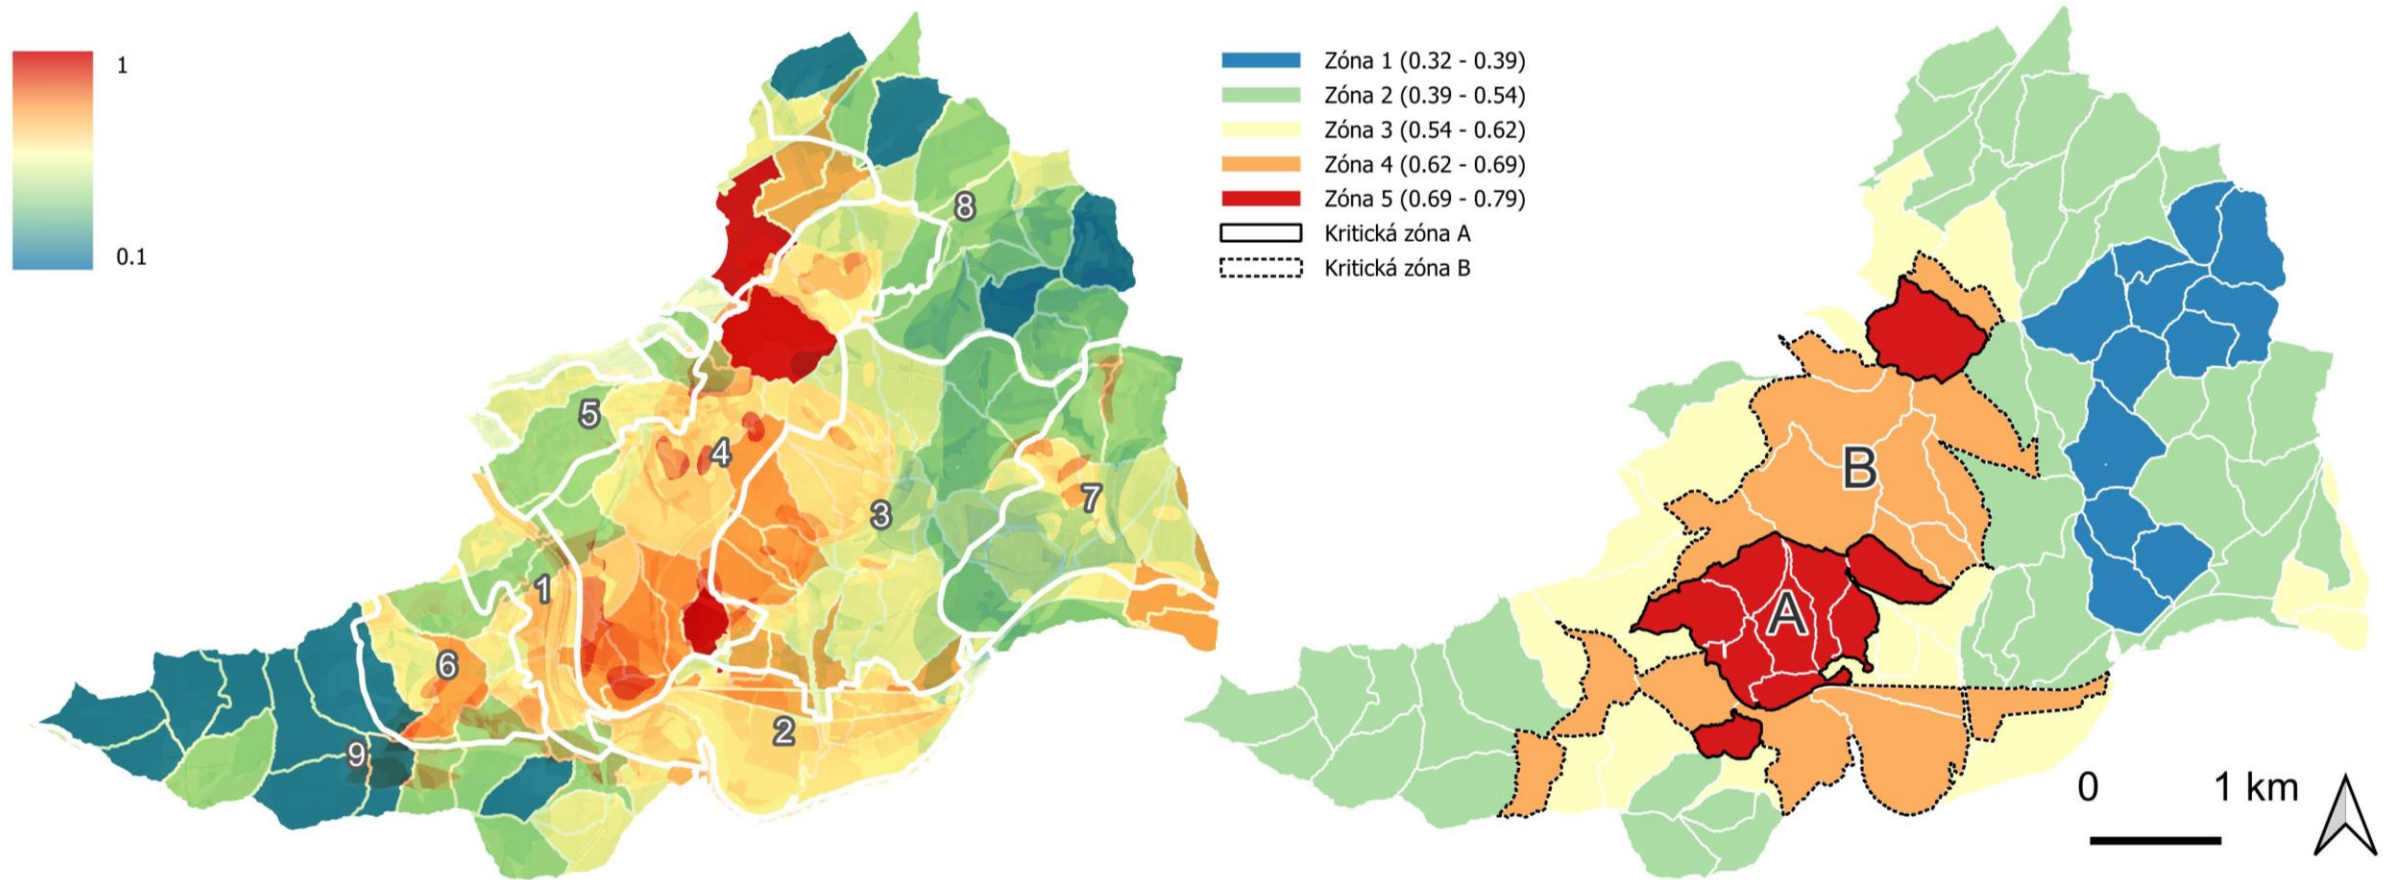 1
0.1
8
5
4
3
7
1
6
2
9
Zóna 1 (0.32 - 0.39)
Zóna 2 (0.39 - 0.54)
Zóna 3 (0.54 - 0.62)
Zóna 4 (0.62 - 0.69)
Zóna 5 (0.69 - 0.79)
Kritická zóna A
Kritická zóna B
B
A
0 1 km